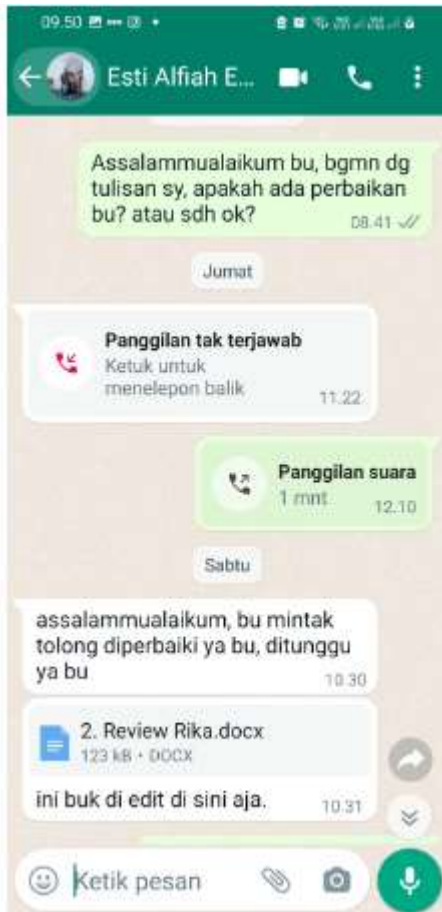 09.50
Esti Alfiah E...
Assalammualaikum bu, bgmn dg
tulisan sy, apakah ada perbaikan
bu? atau sdh ok?
08.41
Jumat
Panggilan tak terjawab
Ketuk untuk
menelepon balik
11.22
Panggilan suara
1 mnt
12.10
Sabtu
assalammualaikum, bu mintak
tolong diperbaiki ya bu, ditunggu
ya bu
10.30
2. Review Rika.docx
123 kB • DOCX
ini buk di edit di sini aja.
10.31
Ketik pesan